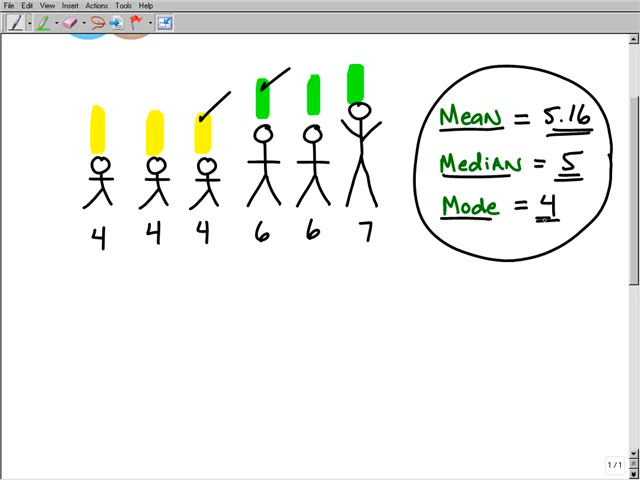 File Edit View Insert Actions Tools Help
Mean = 5.16
Median = 5
Mode = 4
4 4 4 6 6 7
1/1